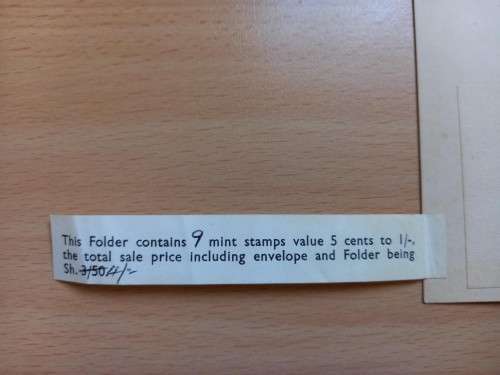 This Folder contains 9 mint stamps value 5 cents to 1/-,
the total sale price including envelope and Folder being
Sh. 3/50. 4/-